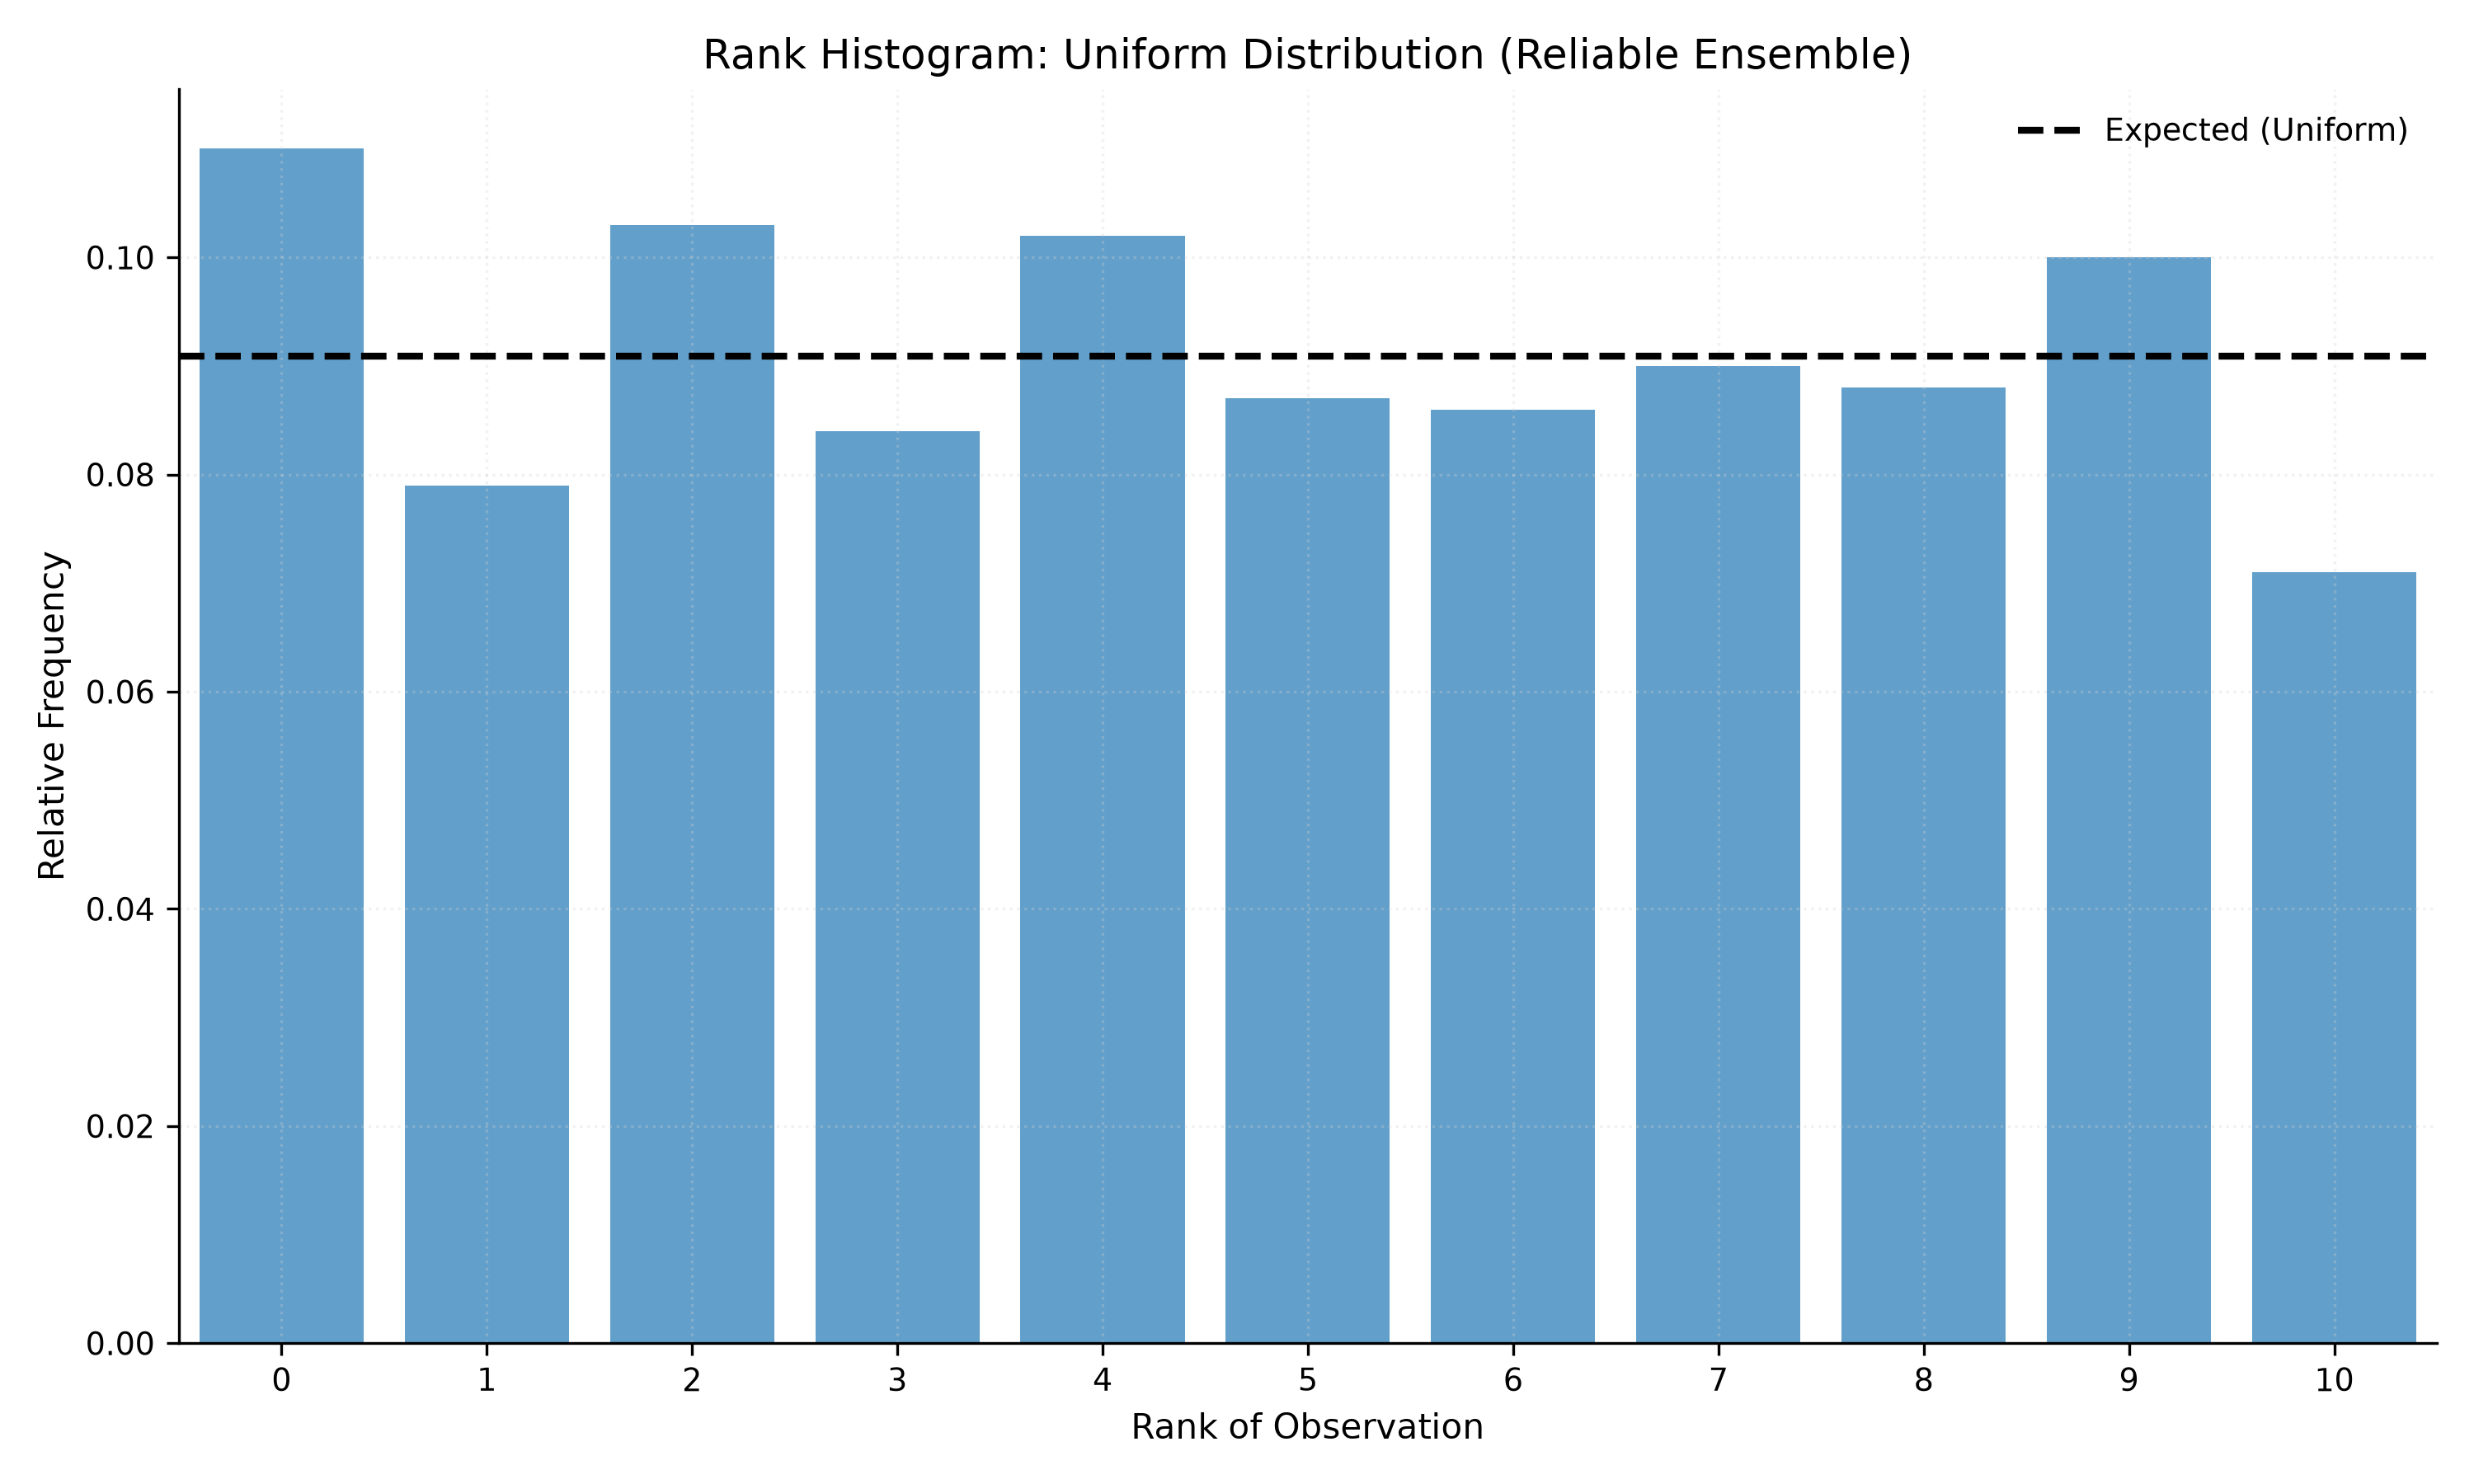 Rank Histogram: Uniform Distribution (Reliable Ensemble)
Expected (Uniform)
Relative Frequency
0.10
0.08
0.06
0.04
0.02
0.00
0 1 2 3 4 5 6 7 8 9 10
Rank of Observation